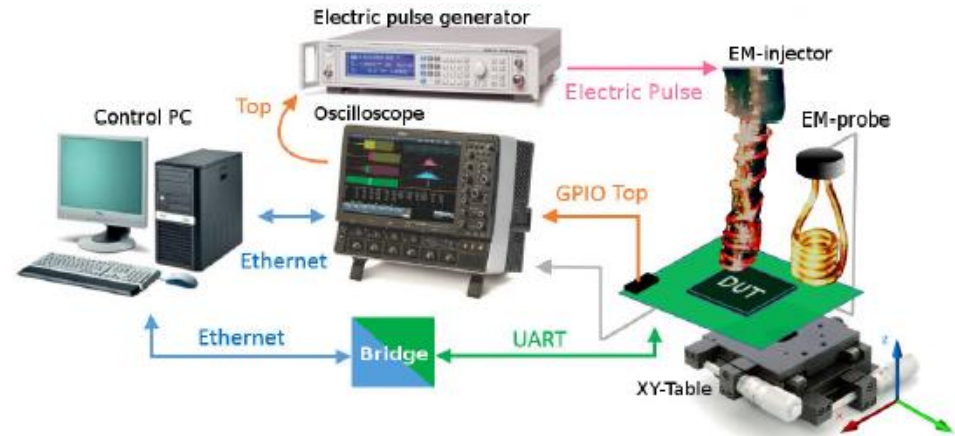 Electric pulse generator
EM-injector
Electric Pulse
Top
Oscilloscope
Control PC
EM-probe
GPIO Top
DUT
Ethernet
Ethernet
Bridge
UART
XY-Table
z
x